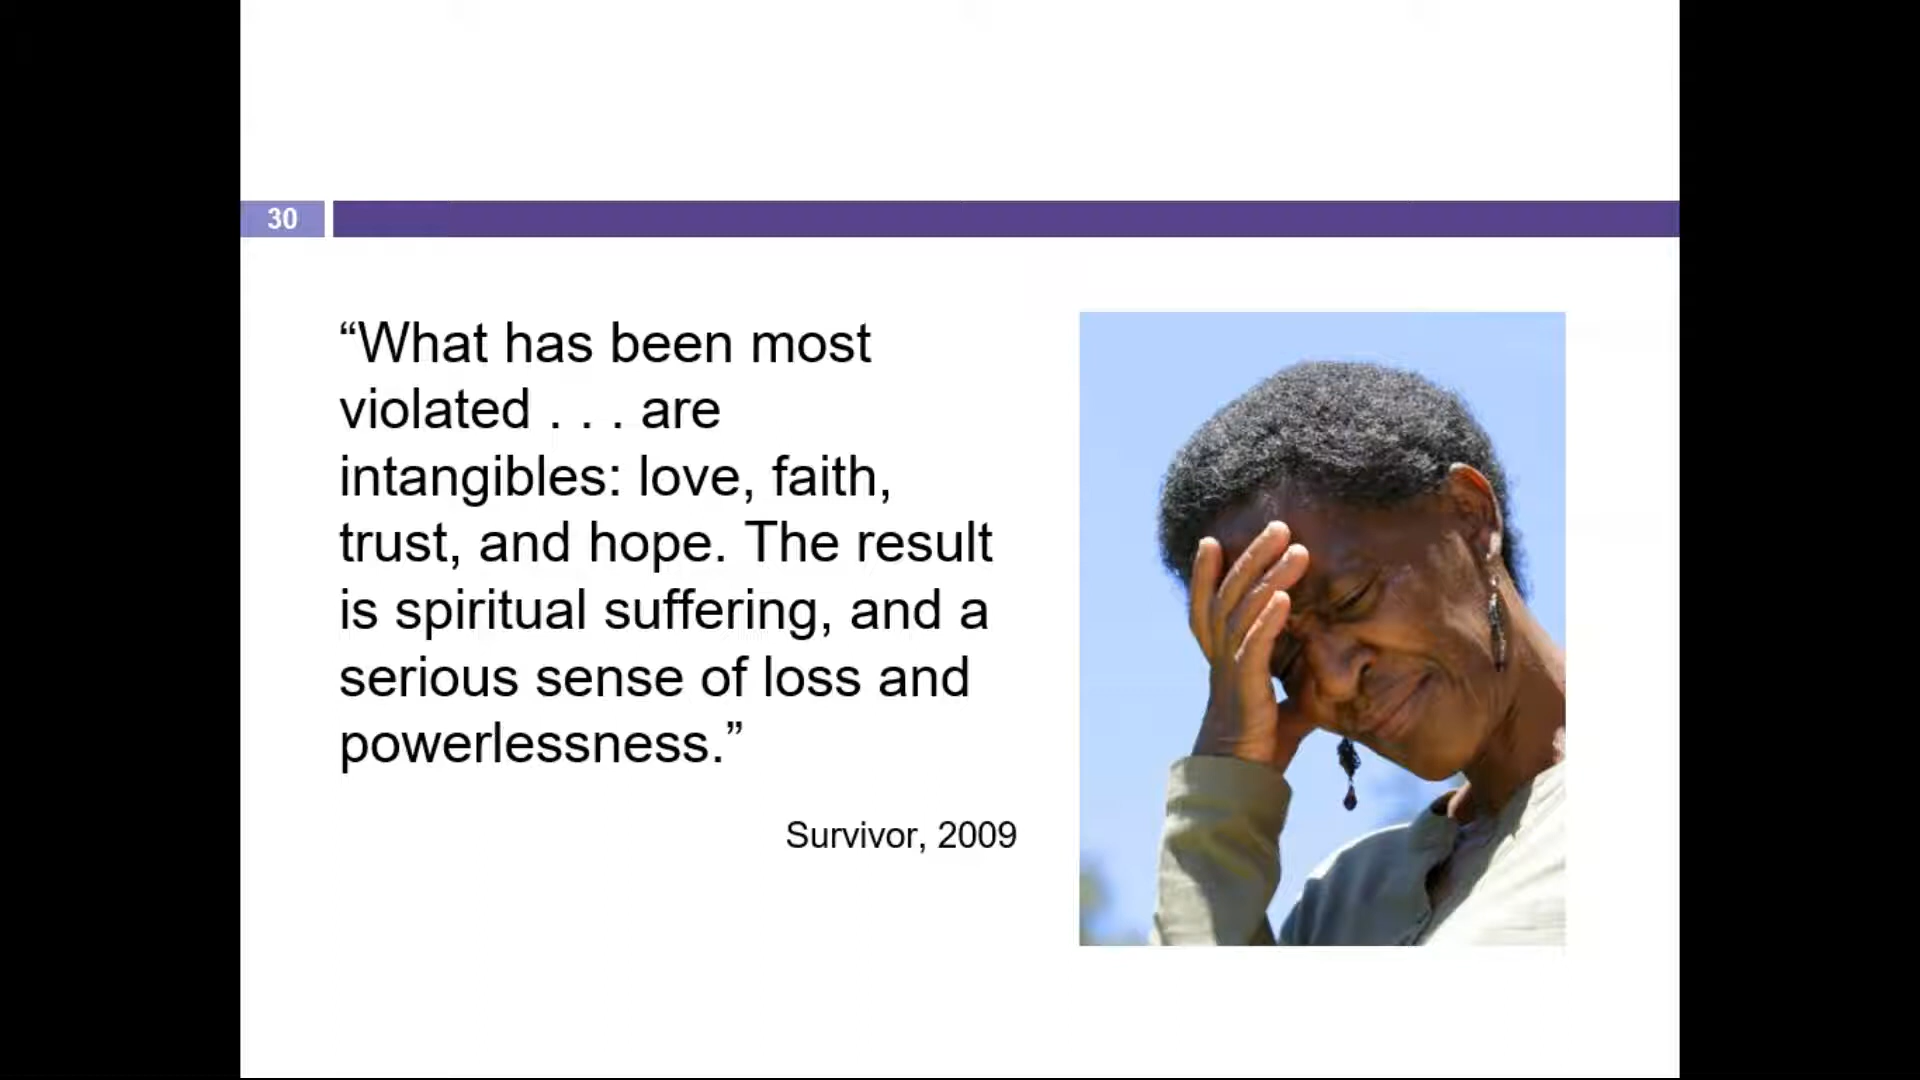 30
“What has been most
violated . . . are
intangibles: love, faith,
trust, and hope. The result
is spiritual suffering, and a
serious sense of loss and
powerlessness.”
Survivor, 2009